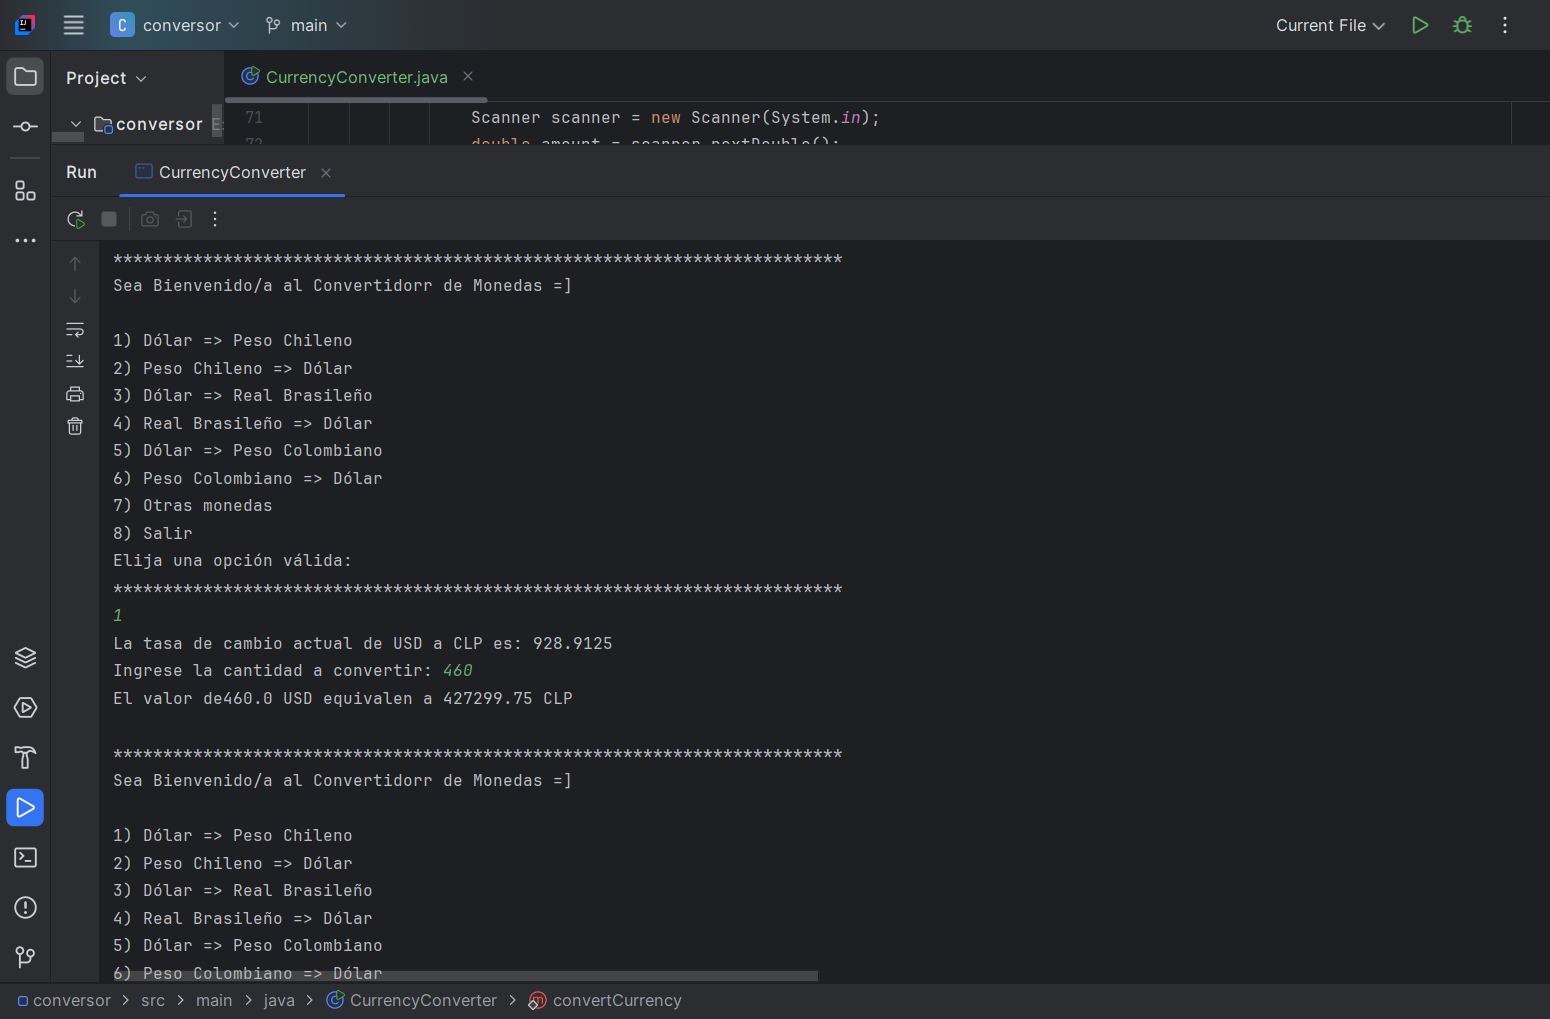 C conversor main Current File
Project CurrencyConverter.java
conversor
71 Scanner scanner = new Scanner(System.in);
72 double amount = scanner.nextDouble();
Run CurrencyConverter
*************************************************************************
Sea Bienvenido/a al Convertidorr de Monedas =]
1) Dólar => Peso Chileno
2) Peso Chileno => Dólar
3) Dólar => Real Brasileño
4) Real Brasileño => Dólar
5) Dólar => Peso Colombiano
6) Peso Colombiano => Dólar
7) Otras monedas
8) Salir
Elija una opción válida:
*************************************************************************
1
La tasa de cambio actual de USD a CLP es: 928.9125
Ingrese la cantidad a convertir: 460
El valor de460.0 USD equivalen a 427299.75 CLP
*************************************************************************
Sea Bienvenido/a al Convertidorr de Monedas =]
1) Dólar => Peso Chileno
2) Peso Chileno => Dólar
3) Dólar => Real Brasileño
4) Real Brasileño => Dólar
5) Dólar => Peso Colombiano
6) Peso Colombiano => Dólar
conversor > src > main > java > CurrencyConverter > convertCurrency